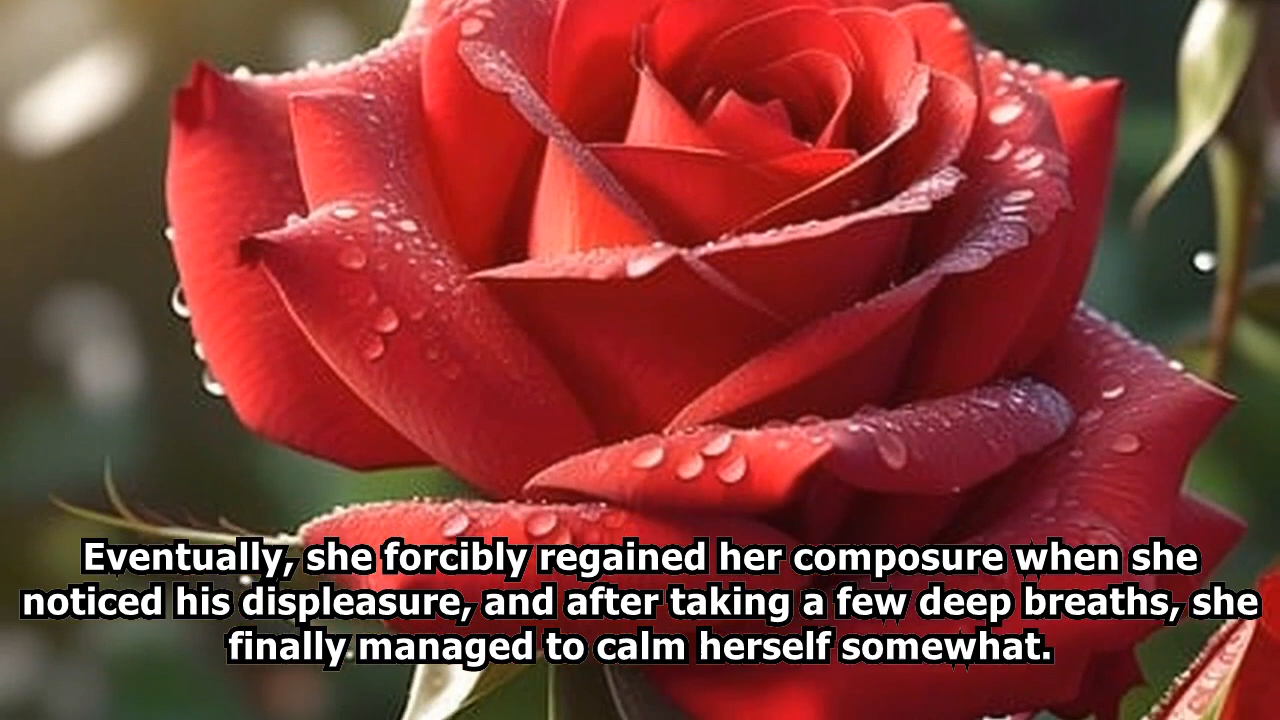 Eventually, she forcibly regained her composure when she
noticed his displeasure, and after taking a few deep breaths, she
finally managed to calm herself somewhat.